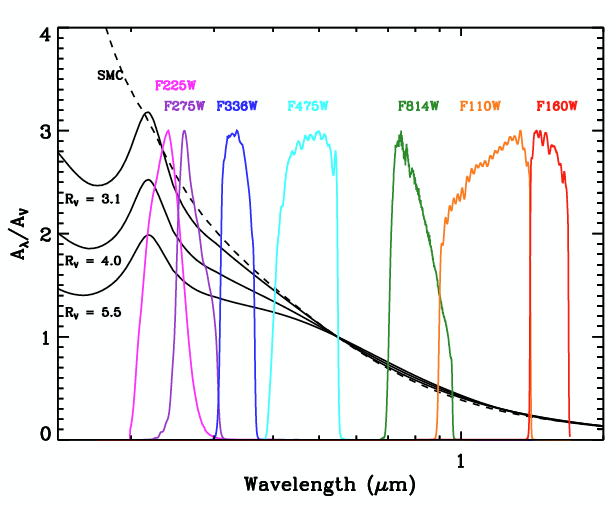 4
SMC
F225W
F275W F336W F475W F814W F110W F160W
3
R_V = 3.1
2
R_V = 4.0
R_V = 5.5
1
0
A_λ/A_V
1
Wavelength (μm)